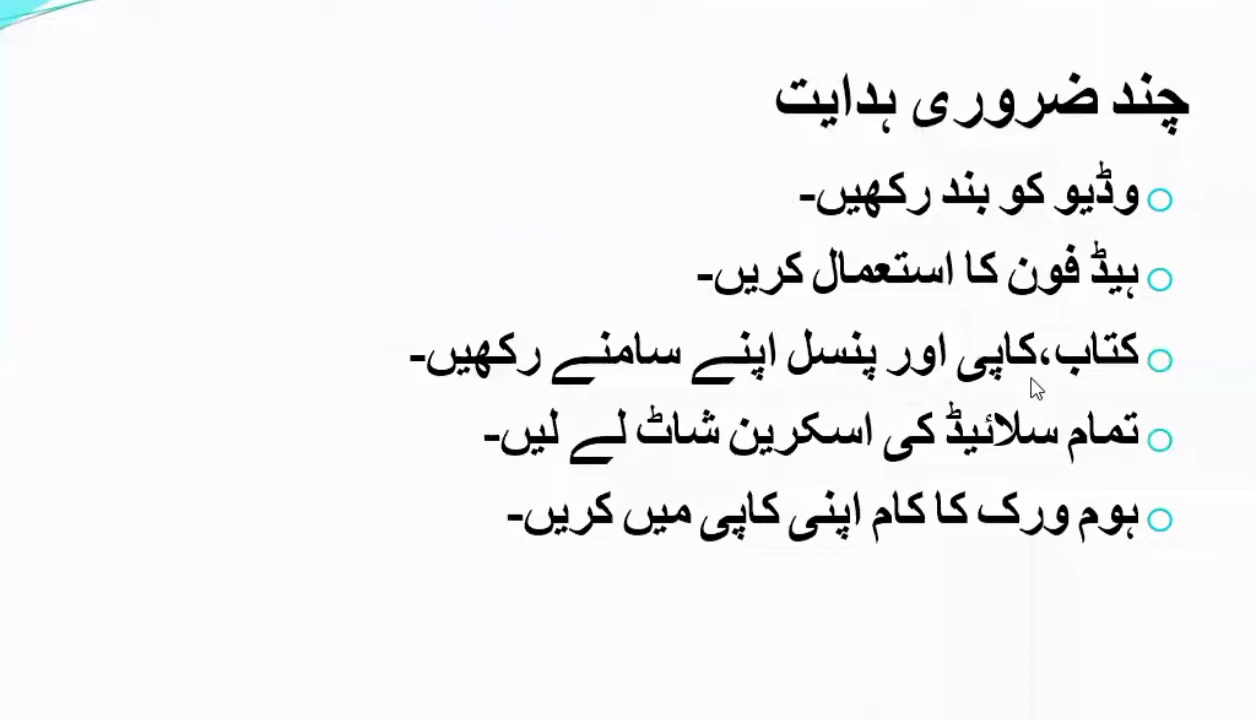 چند ضروری ہدایت
وڈیو کو بند رکھیں-
ہیڈ فون کا استعمال کریں-
کتاب،کاپی اور پنسل اپنے سامنے رکھیں-
تمام سلائیڈ کی اسکرین شاٹ لے لیں-
ہوم ورک کا کام اپنی کاپی میں کریں-